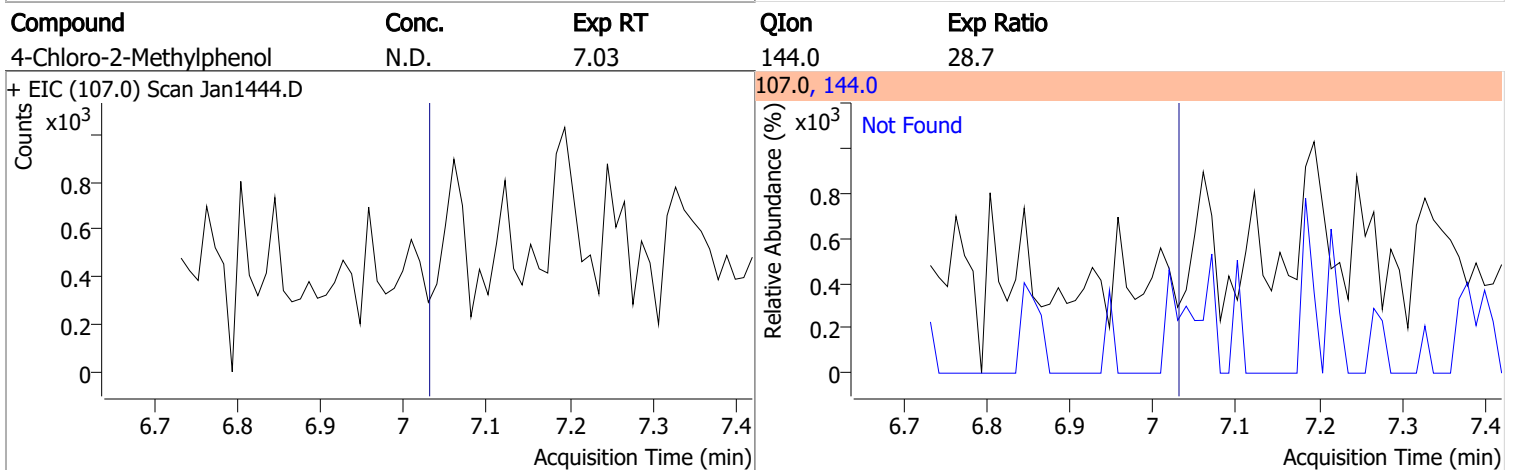 Compound Conc. Exp RT QIon Exp Ratio
4-Chloro-2-Methylphenol N.D. 7.03 144.0 28.7
+ EIC (107.0) Scan Jan1444.D
107.0, 144.0
Counts
x10³
0.8
0.6
0.4
0.2
0
6.7 6.8 6.9 7 7.1 7.2 7.3 7.4
Acquisition Time (min)
Relative Abundance (%)
x10³
Not Found
0.8
0.6
0.4
0.2
0
6.7 6.8 6.9 7 7.1 7.2 7.3 7.4
Acquisition Time (min)